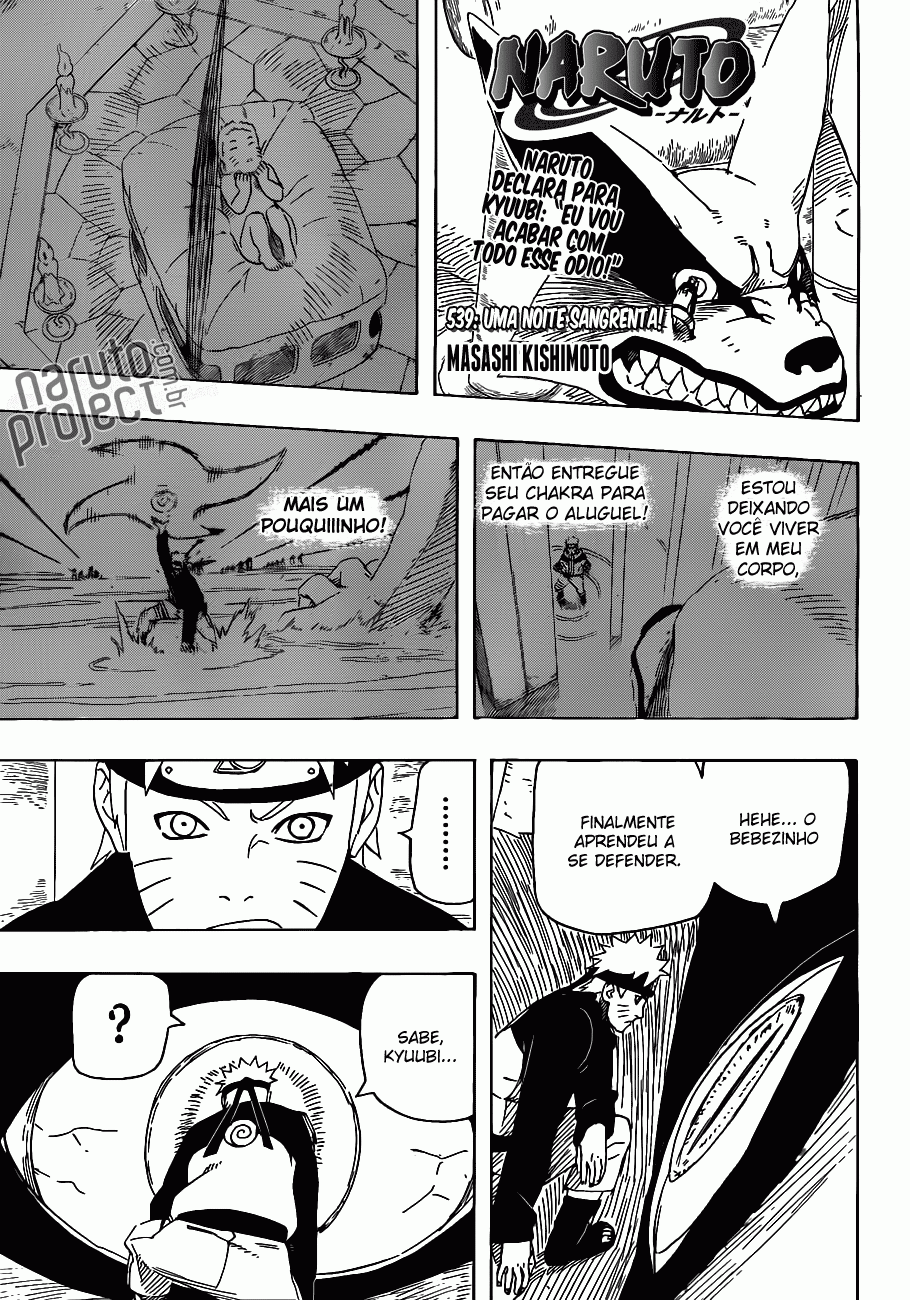 NARUTO
-ナルト-
NARUTO
DECLARA PARA
KYUUBI: "EU VOU
ACABAR COM
TODO ESSE ODIO!"
539: UMA NOITE SANGRENTA!
MASASHI KISHIMOTO
naruto
project
.com.br
ESTOU
DEIXANDO
VOCÊ VIVER
EM MEU
CORPO,
ENTÃO ENTREGUE
SEU CHAKRA PARA
PAGAR O ALUGUEL!
MAIS UM
POUQUIIINHO!
HEHE... O
BEBEZINHO
FINALMENTE
APRENDEU A
SE DEFENDER.
........
SABE,
KYUUBI...
?